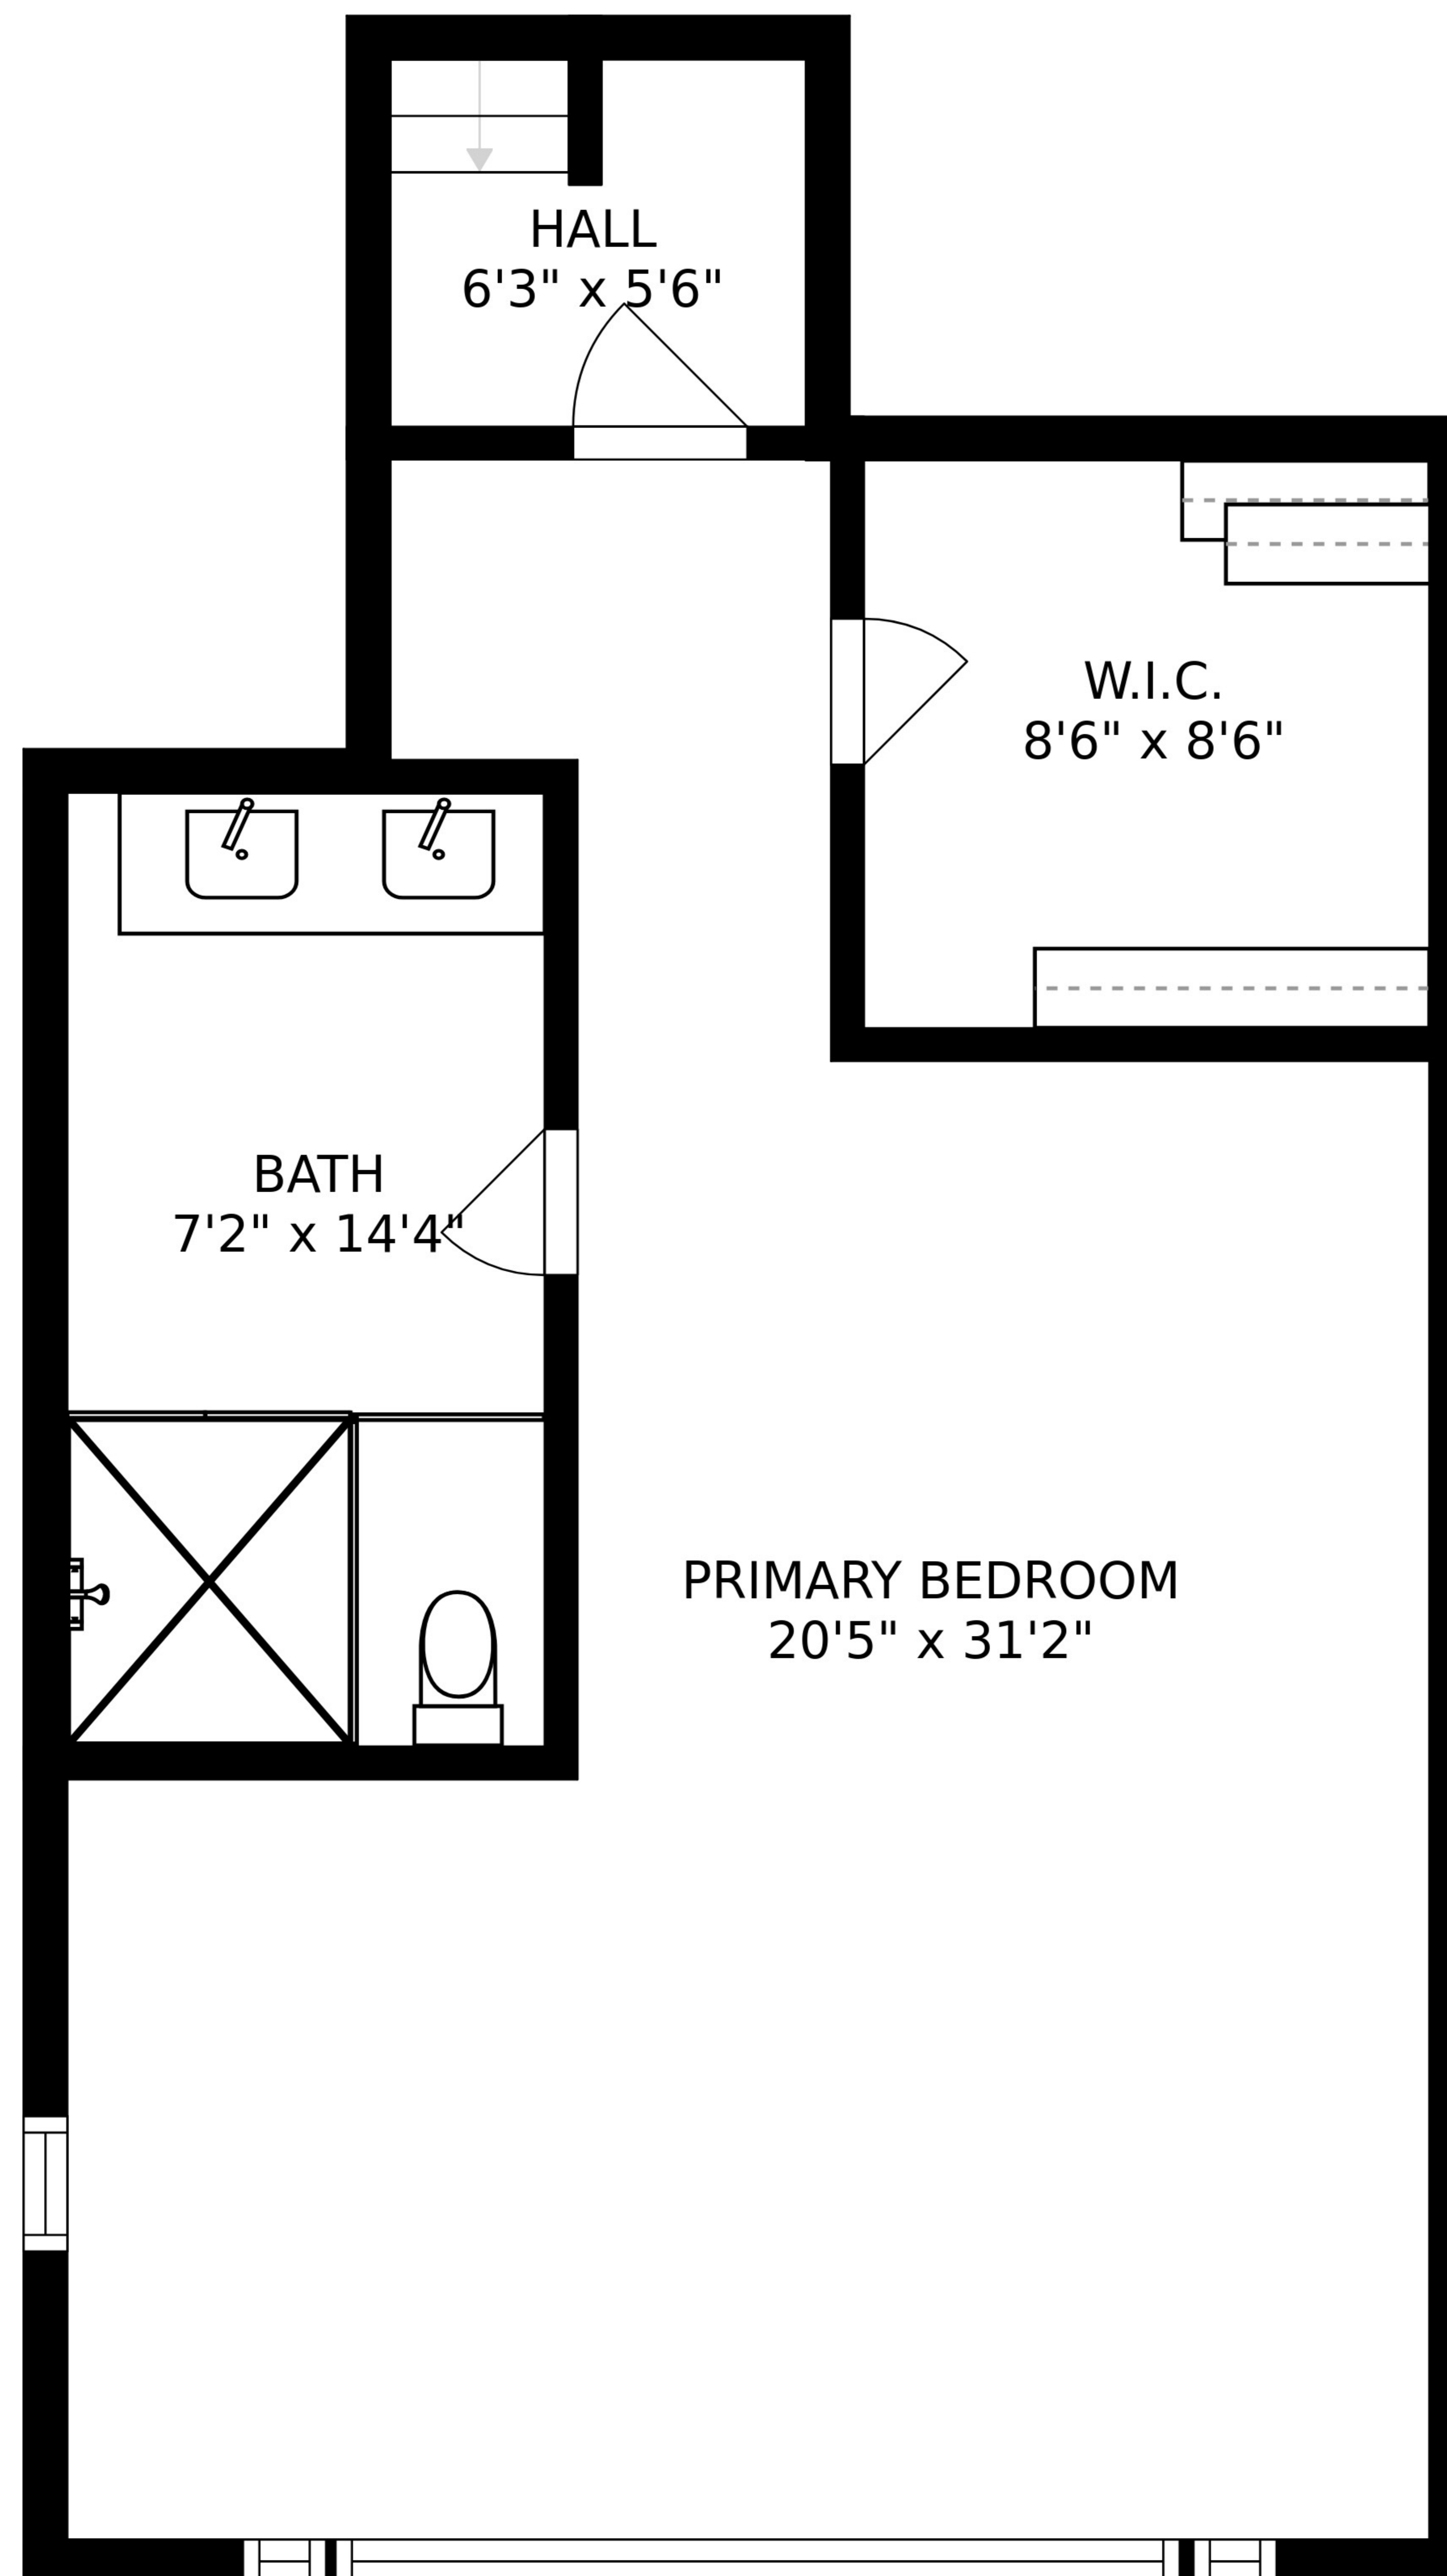 HALL
6'3" x 5'6"
W.I.C.
8'6" x 8'6"
BATH
7'2" x 14'4"
PRIMARY BEDROOM
20'5" x 31'2"